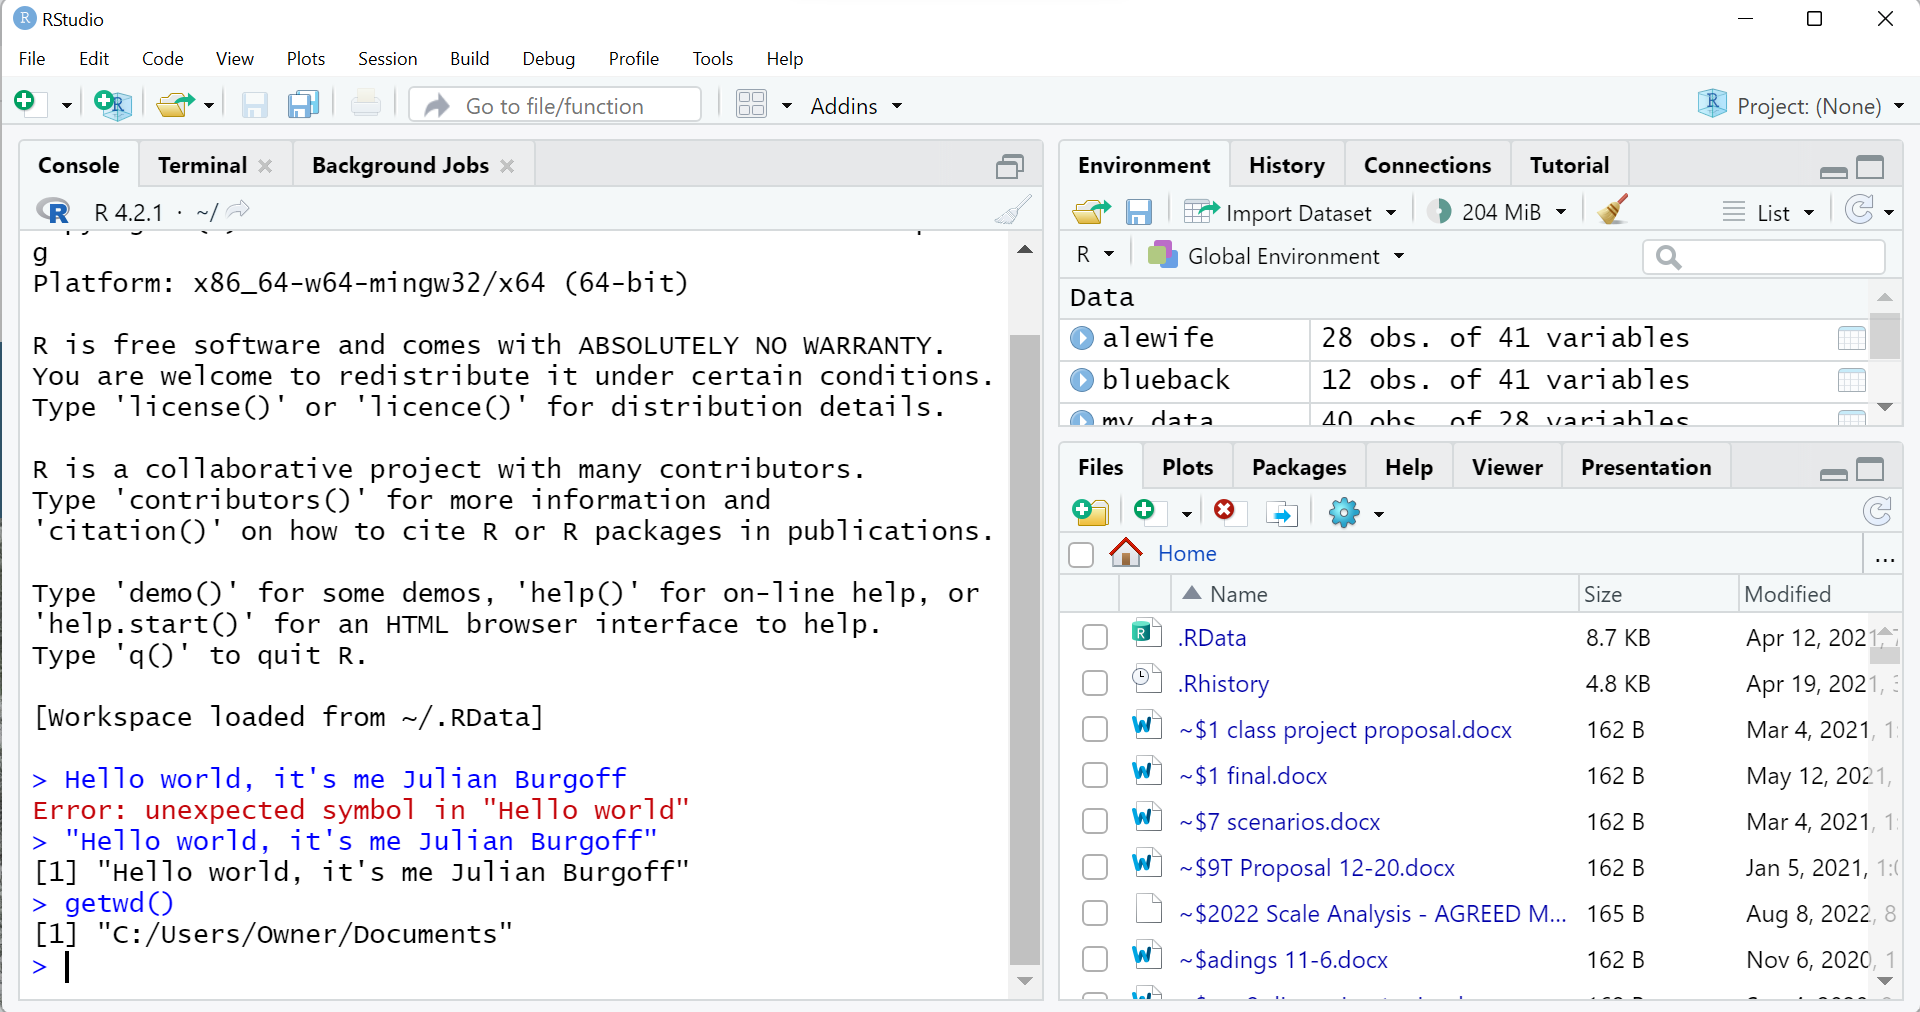 RStudio
File Edit Code View Plots Session Build Debug Profile Tools Help
Go to file/function Addins Project: (None)
Console Terminal Background Jobs
R 4.2.1 · ~/
g
Platform: x86_64-w64-mingw32/x64 (64-bit)
R is free software and comes with ABSOLUTELY NO WARRANTY.
You are welcome to redistribute it under certain conditions.
Type 'license()' or 'licence()' for distribution details.
R is a collaborative project with many contributors.
Type 'contributors()' for more information and
'citation()' on how to cite R or R packages in publications.
Type 'demo()' for some demos, 'help()' for on-line help, or
'help.start()' for an HTML browser interface to help.
Type 'q()' to quit R.
[Workspace loaded from ~/.RData]
> Hello world, it's me Julian Burgoff
Error: unexpected symbol in "Hello world"
> "Hello world, it's me Julian Burgoff"
[1] "Hello world, it's me Julian Burgoff"
> getwd()
[1] "C:/Users/Owner/Documents"
>
Environment History Connections Tutorial
Import Dataset 204 MiB List
R Global Environment
Data
alewife 28 obs. of 41 variables
blueback 12 obs. of 41 variables
my_data 40 obs. of 28 variables
Files Plots Packages Help Viewer Presentation
Home ...
Name Size Modified
.RData 8.7 KB Apr 12, 2021, 7
.Rhistory 4.8 KB Apr 19, 2021, 3
~$1 class project proposal.docx 162 B Mar 4, 2021, 1:
~$1 final.docx 162 B May 12, 2021,
~$7 scenarios.docx 162 B Mar 4, 2021, 1:
~$9T Proposal 12-20.docx 162 B Jan 5, 2021, 1:0
~$2022 Scale Analysis - AGREED M... 165 B Aug 8, 2022, 8
~$adings 11-6.docx 162 B Nov 6, 2020, 1